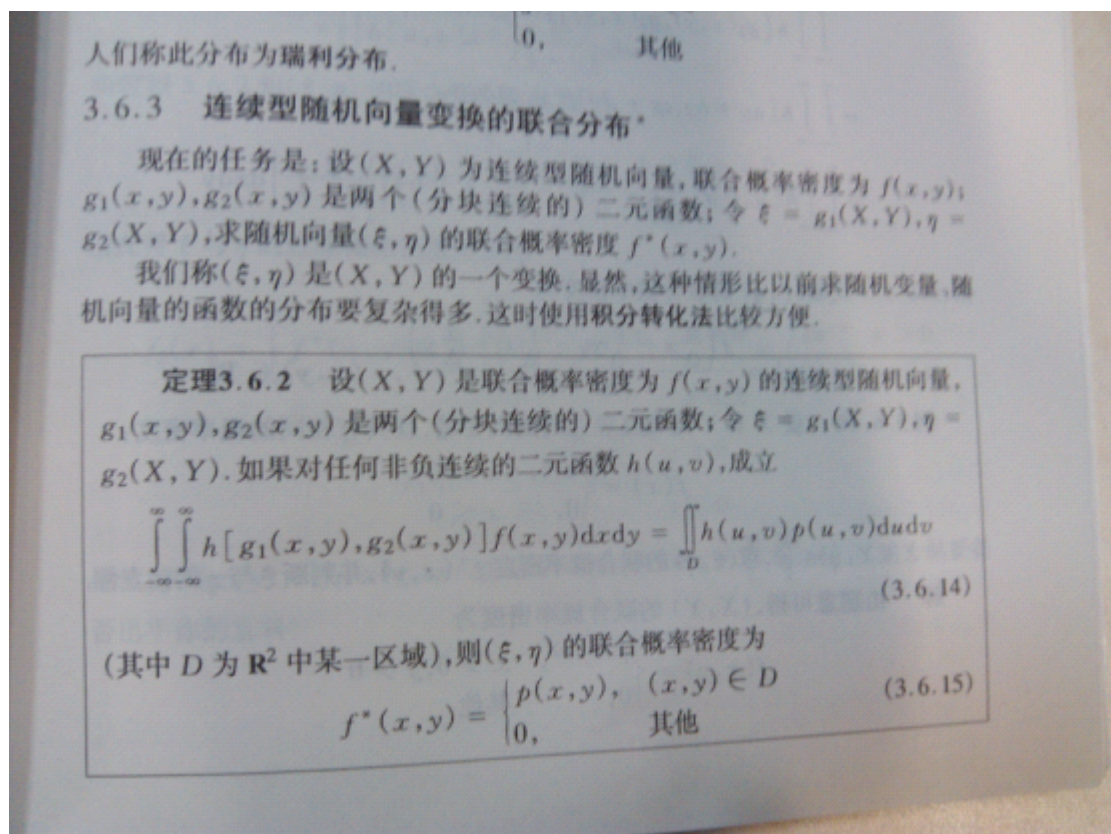 0, 其他
人们称此分布为瑞利分布.
3.6.3 连续型随机向量变换的联合分布*
现在的任务是:设(X,Y)为连续型随机向量,联合概率密度为 f(x,y);
g₁(x,y),g₂(x,y)是两个(分块连续的)二元函数;令 ξ = g₁(X,Y),η =
g₂(X,Y),求随机向量(ξ,η)的联合概率密度 f*(x,y).
我们称(ξ,η)是(X,Y)的一个变换.显然,这种情形比以前求随机变量、随
机向量的函数的分布要复杂得多.这时使用积分转化法比较方便.
定理3.6.2 设(X,Y)是联合概率密度为 f(x,y)的连续型随机向量,
g₁(x,y),g₂(x,y)是两个(分块连续的)二元函数;令 ξ = g₁(X,Y),η =
g₂(X,Y).如果对任何非负连续的二元函数 h(u,v),成立
∫_{-∞}^{∞}∫_{-∞}^{∞} h[g₁(x,y),g₂(x,y)]f(x,y)dxdy = ∬_D h(u,v)p(u,v)dudv
(3.6.14)
(其中 D 为 R² 中某一区域),则(ξ,η)的联合概率密度为
f*(x,y) = { p(x,y), (x,y)∈D (3.6.15)
0, 其他